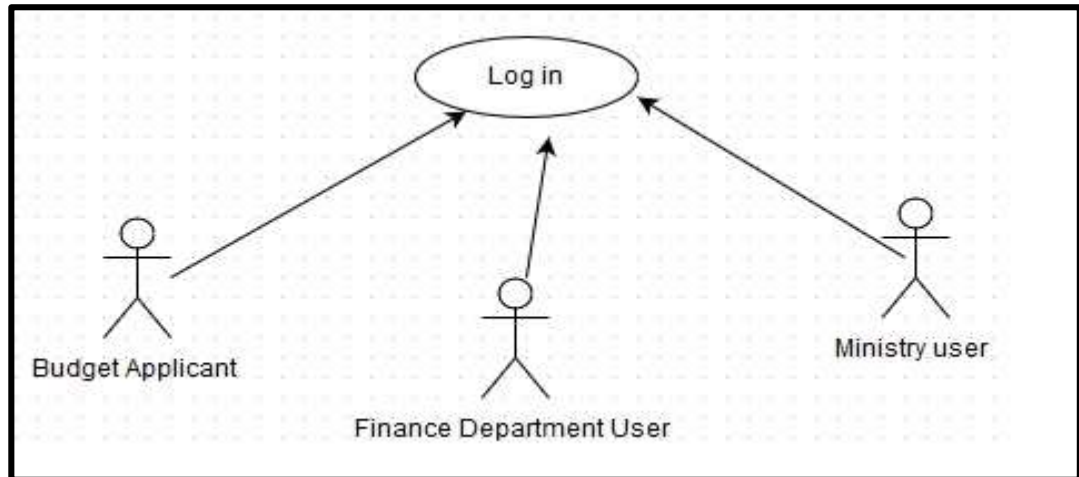 Log in
Budget Applicant
Finance Department User
Ministry user